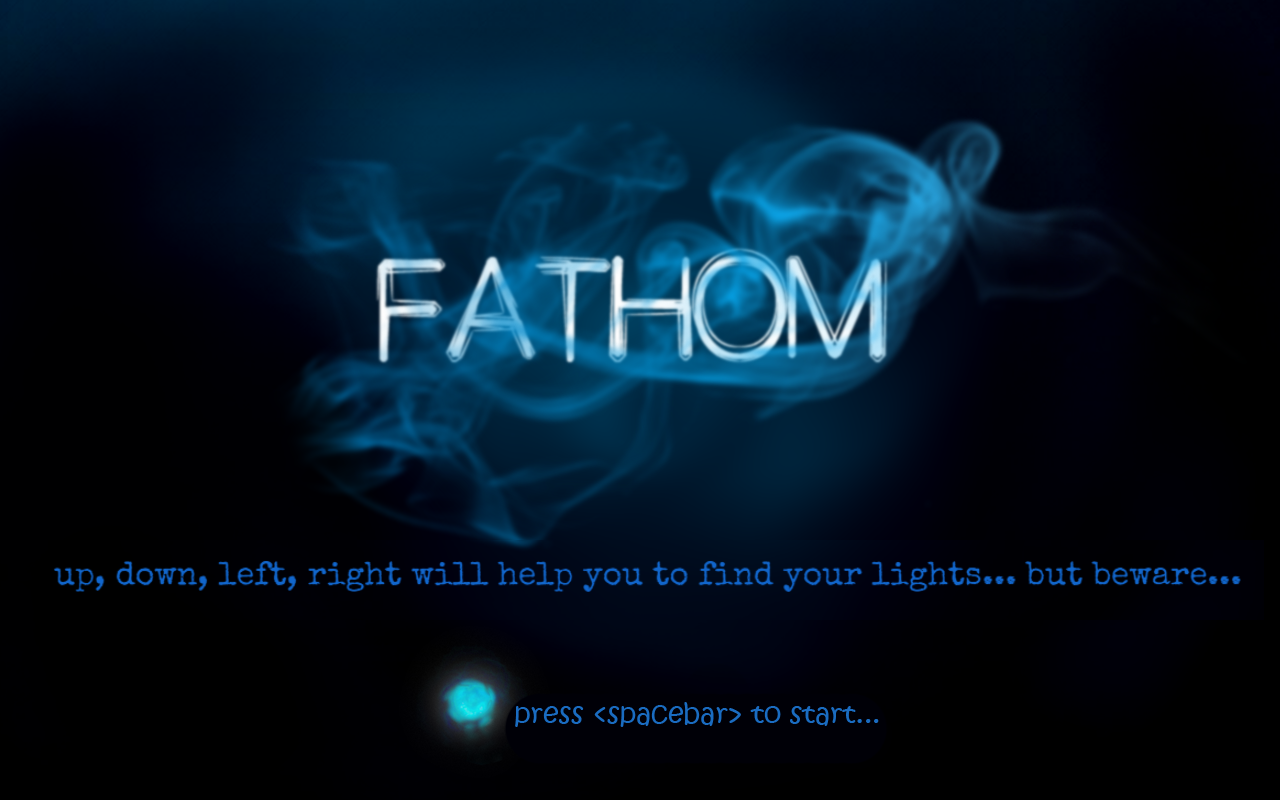 FATHOM
up, down, left, right will help you to find your lights... but beware...
press <spacebar> to start...